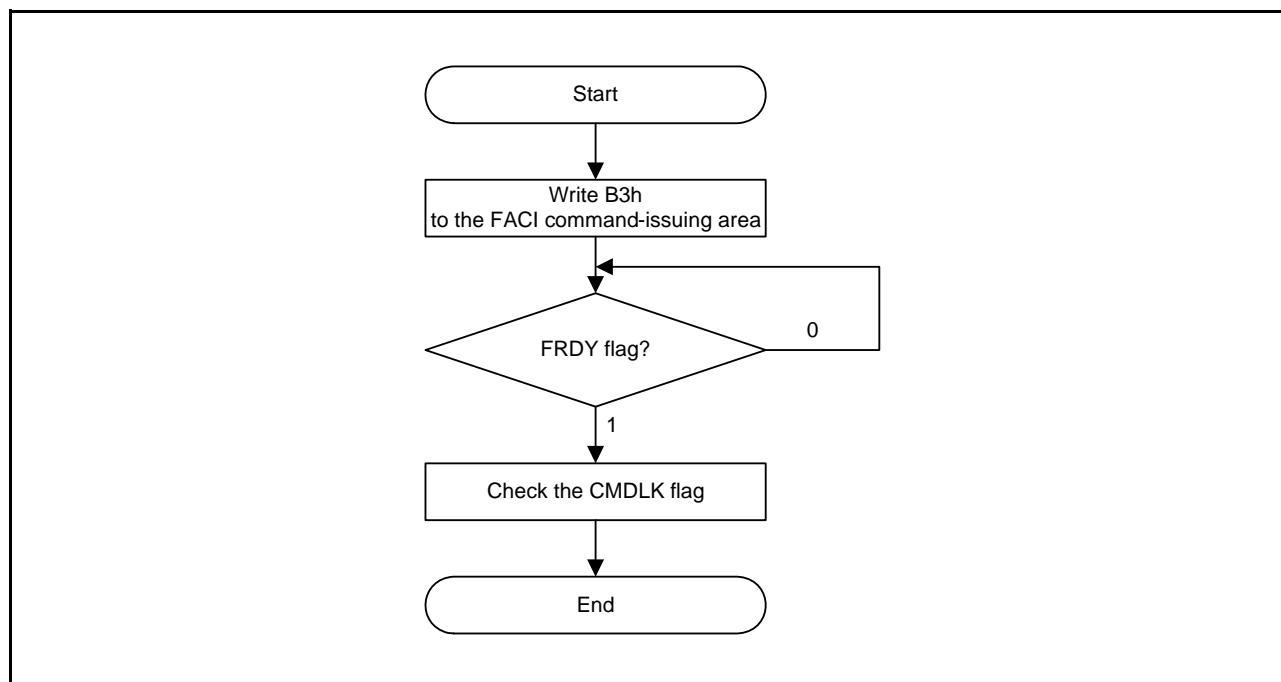 Start
Write B3h
to the FACI command-issuing area
FRDY flag?
0
1
Check the CMDLK flag
End